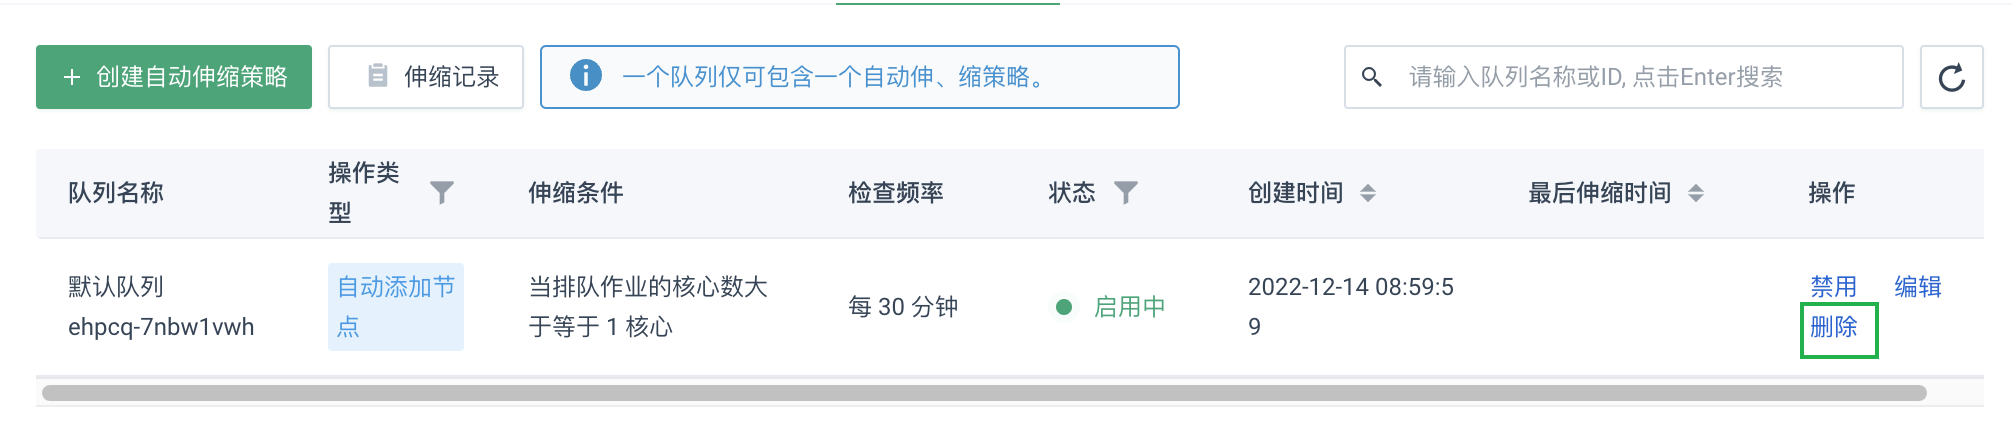 + 创建自动伸缩策略
伸缩记录
一个队列仅可包含一个自动伸、缩策略。
请输入队列名称或ID, 点击Enter搜索
队列名称
操作类
型
伸缩条件
检查频率
状态
创建时间
最后伸缩时间
操作
默认队列
ehpcq-7nbw1vwh
自动添加节
点
当排队作业的核心数大
于等于 1 核心
每 30 分钟
启用中
2022-12-14 08:59:5
9
禁用 编辑
删除